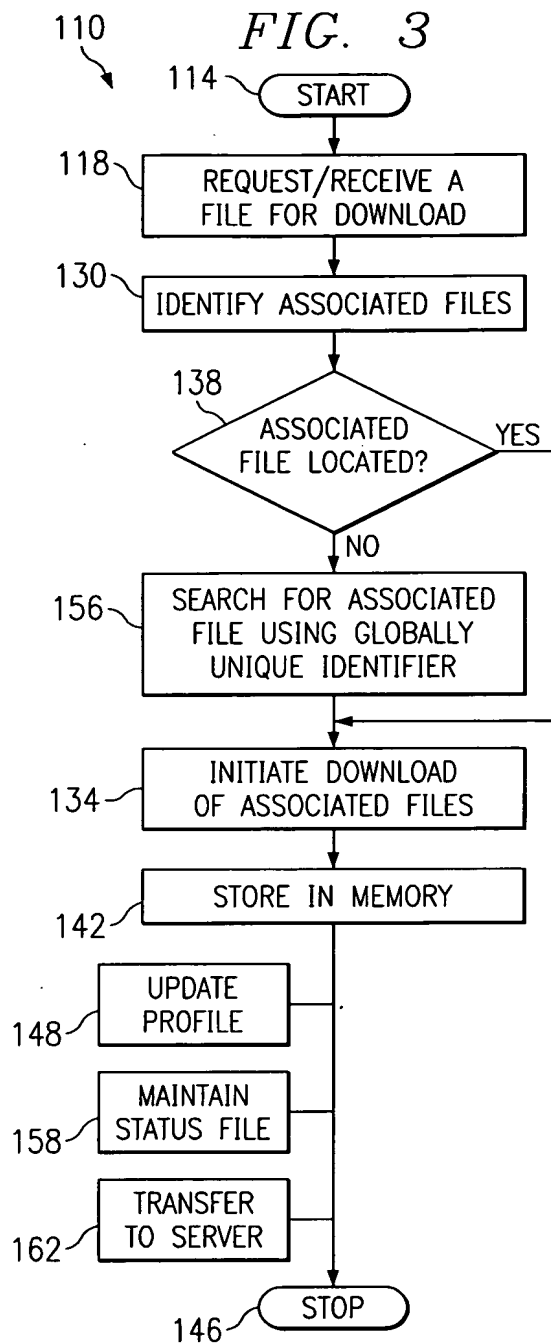 110
FIG. 3
114
START
118
REQUEST/RECEIVE A
FILE FOR DOWNLOAD
130
IDENTIFY ASSOCIATED FILES
138
ASSOCIATED
FILE LOCATED?
YES
NO
156
SEARCH FOR ASSOCIATED
FILE USING GLOBALLY
UNIQUE IDENTIFIER
134
INITIATE DOWNLOAD
OF ASSOCIATED FILES
142
STORE IN MEMORY
148
UPDATE
PROFILE
158
MAINTAIN
STATUS FILE
162
TRANSFER
TO SERVER
146
STOP